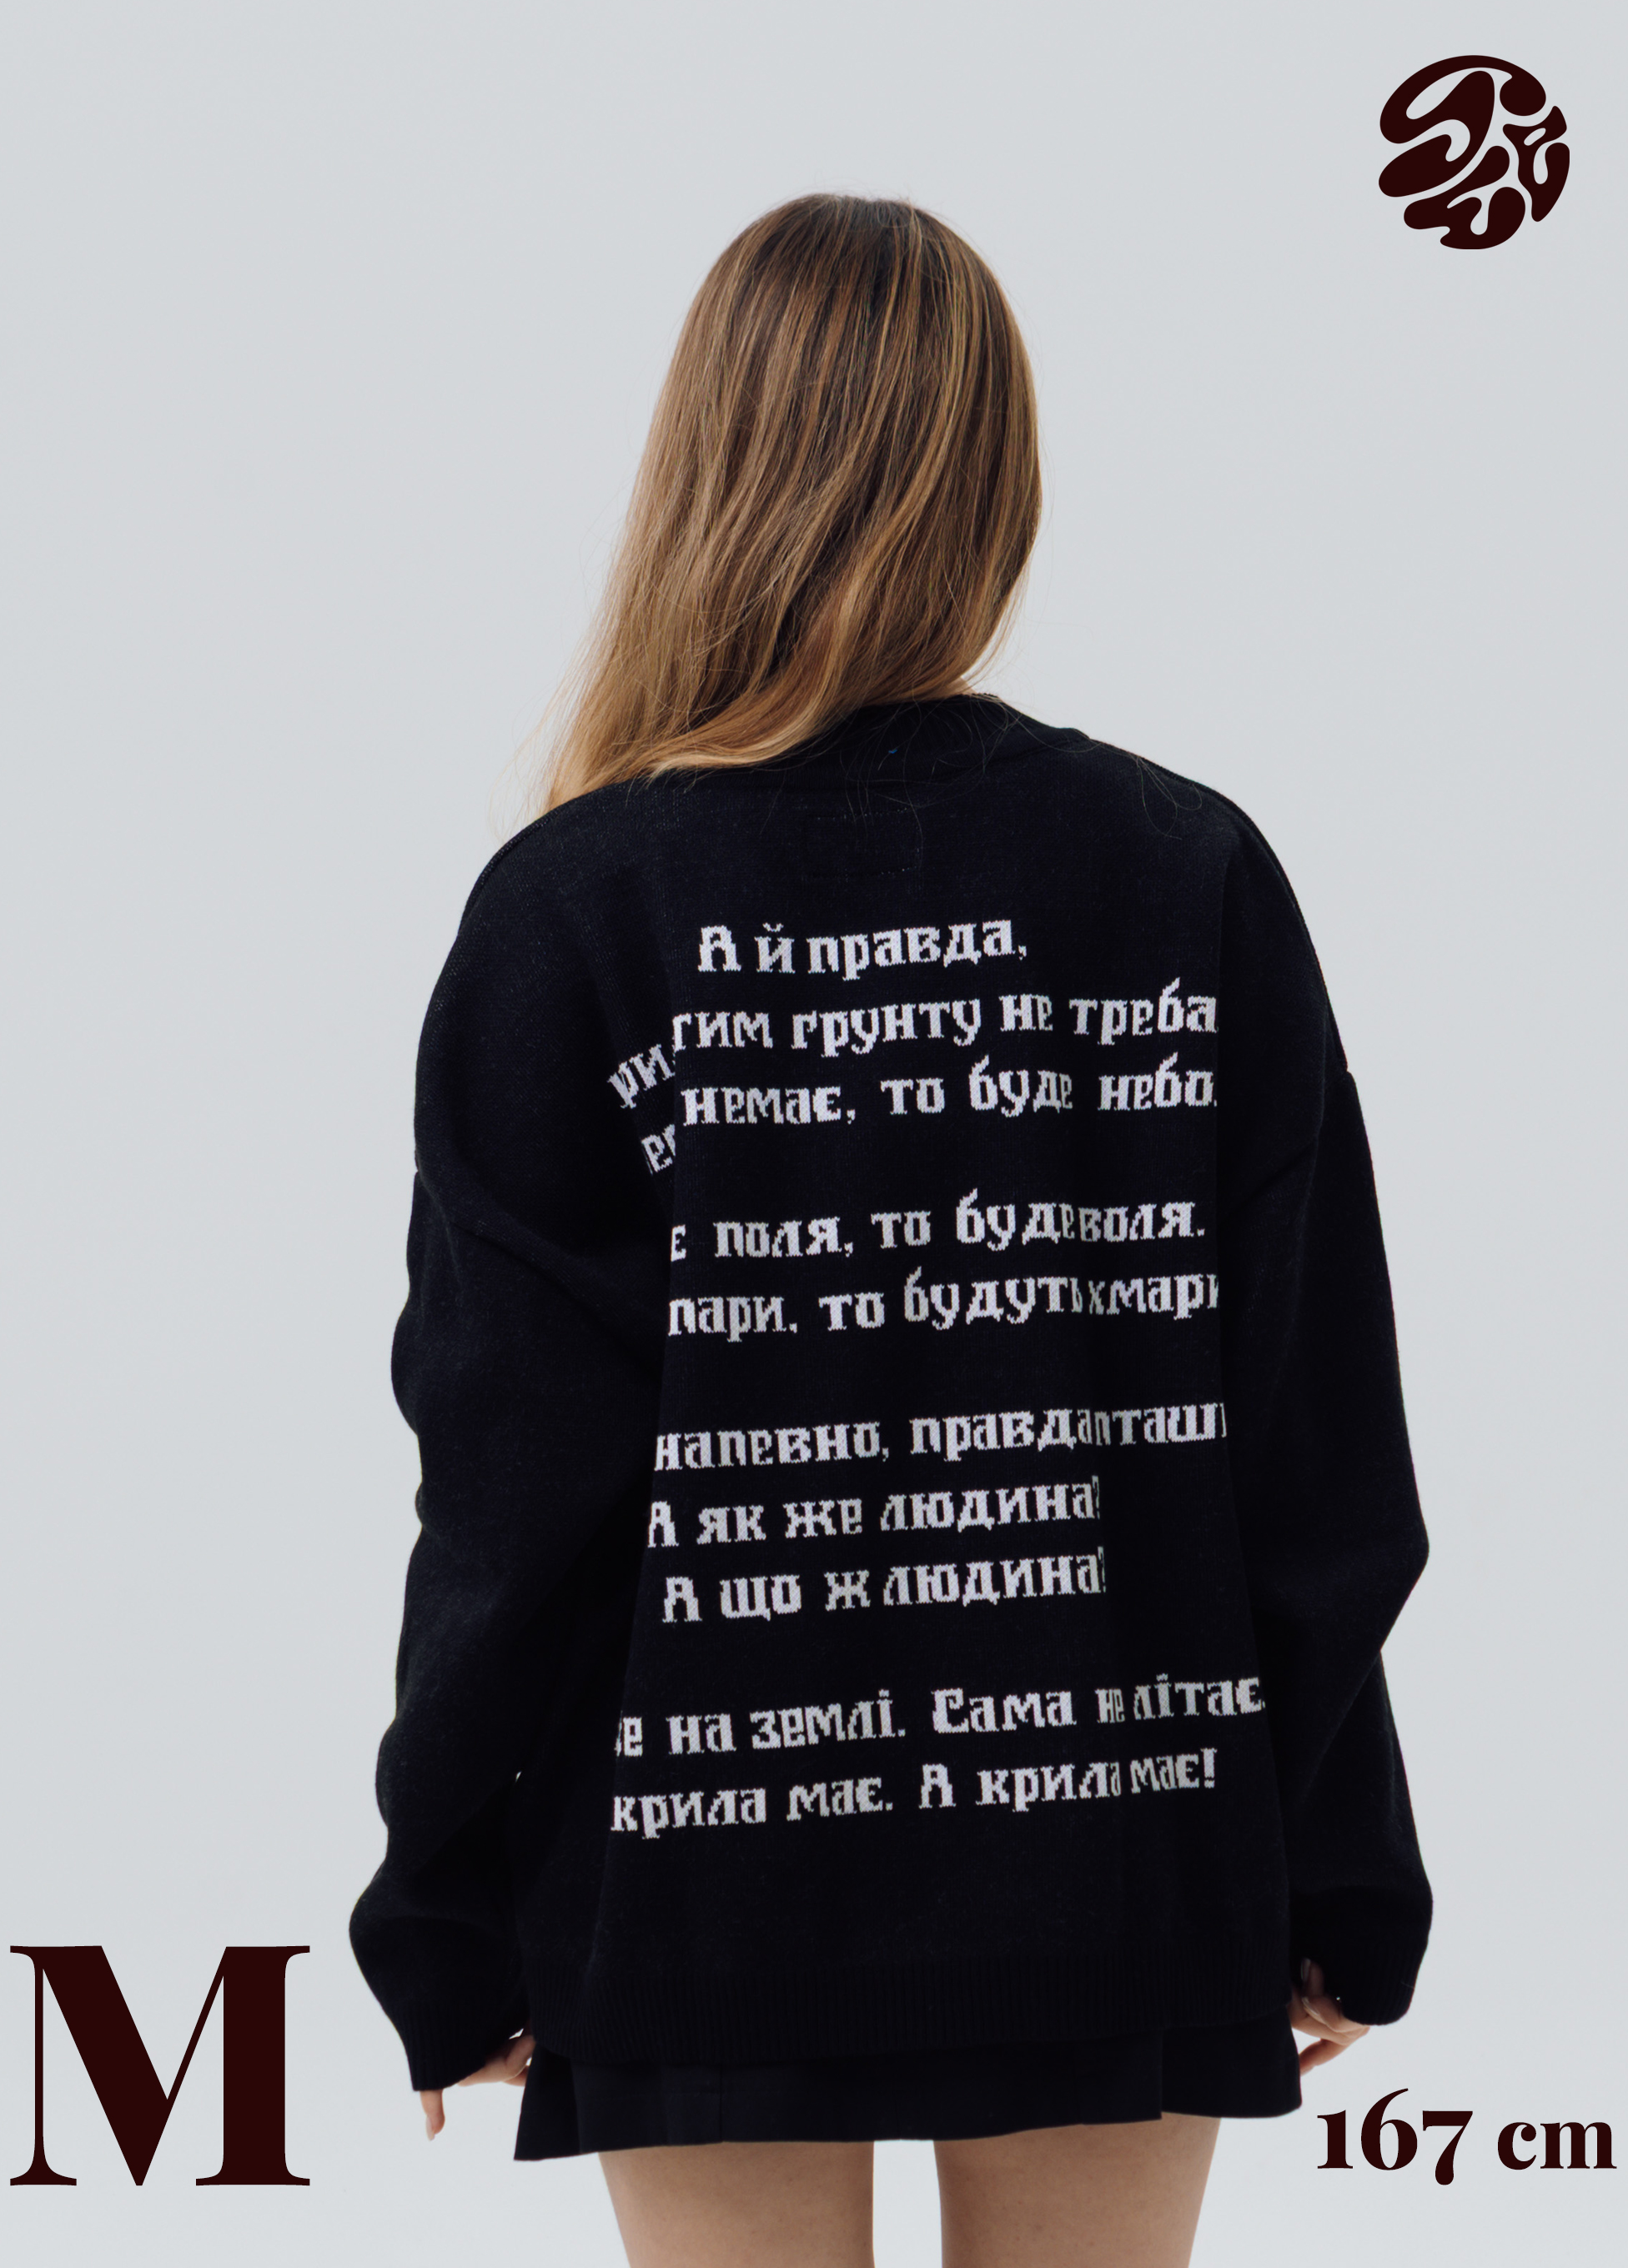 А й правда,
гим грунту не треба
немає, то буде небо.
є поля, то буде воля.
пари, то будуть хмари
напевно, правда пташ
А як же людина?
А що ж людина?
е на землі. Сама не літає.
крила має. А крила має!
M
167 cm